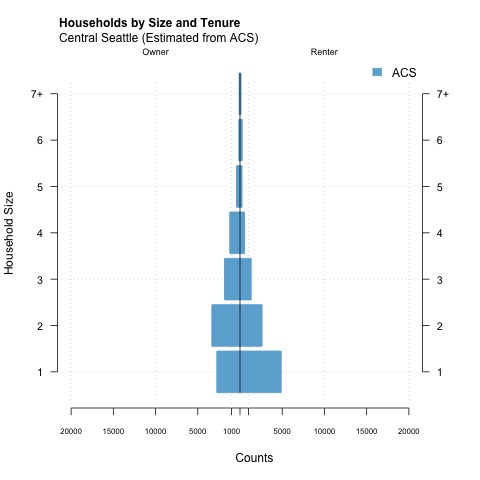 Households by Size and Tenure
Central Seattle (Estimated from ACS)
Owner Renter
ACS
7+ 7+
6 6
5 5
4 4
3 3
2 2
1 1
Household Size
20000 15000 10000 5000 1000 5000 10000 15000 20000
Counts